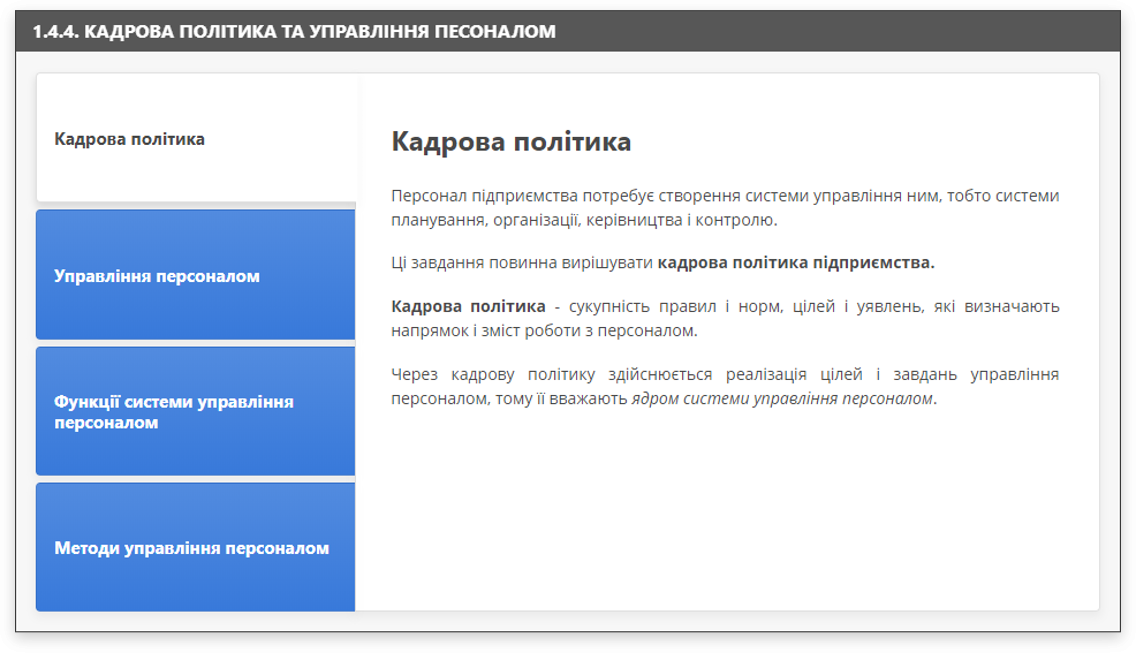 1.4.4. КАДРОВА ПОЛІТИКА ТА УПРАВЛІННЯ ПЕСОНАЛОМ
Кадрова політика
Управління персоналом
Функції системи управління
персоналом
Методи управління персоналом
Кадрова політика
Персонал підприємства потребує створення системи управління ним, тобто системи
планування, організації, керівництва і контролю.
Ці завдання повинна вирішувати кадрова політика підприємства.
Кадрова політика - сукупність правил і норм, цілей і уявлень, які визначають
напрямок і зміст роботи з персоналом.
Через кадрову політику здійснюється реалізація цілей і завдань управління
персоналом, тому її вважають ядром системи управління персоналом.